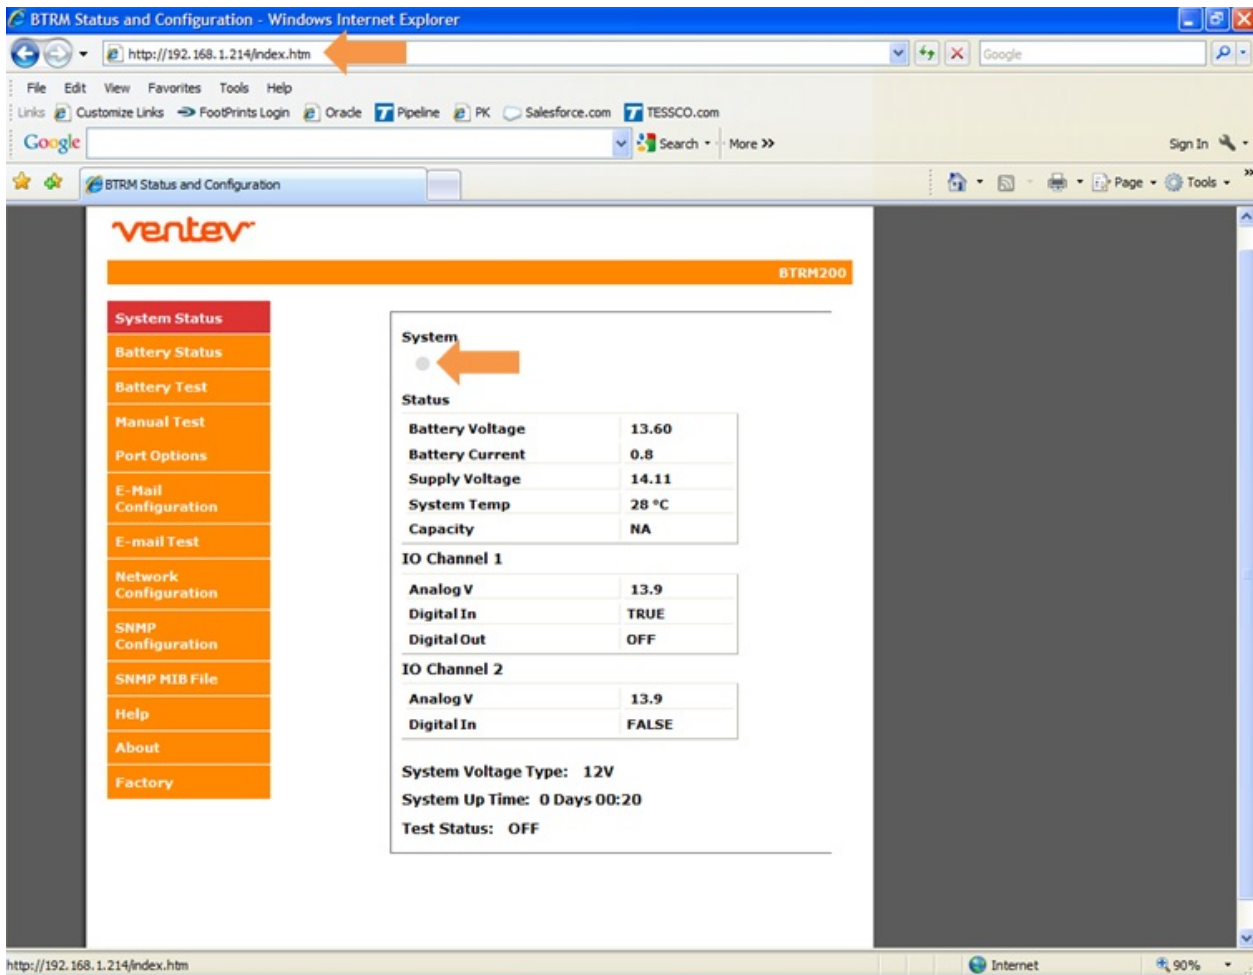 BTRM Status and Configuration - Windows Internet Explorer
http://192.168.1.214/index.htm
Google
File Edit View Favorites Tools Help
Links Customize Links FootPrints Login Oracle Pipeline PK Salesforce.com TESSCO.com
Google Search More >> Sign In
BTRM Status and Configuration Page Tools »
ventev
BTRM200
System Status
Battery Status
Battery Test
Manual Test
Port Options
E-Mail
Configuration
E-mail Test
Network
Configuration
SNMP
Configuration
SNMP MIB File
Help
About
Factory
System
Status
Battery Voltage 13.60
Battery Current 0.8
Supply Voltage 14.11
System Temp 28 °C
Capacity NA
IO Channel 1
Analog V 13.9
Digital In TRUE
Digital Out OFF
IO Channel 2
Analog V 13.9
Digital In FALSE
System Voltage Type: 12V
System Up Time: 0 Days 00:20
Test Status: OFF
http://192.168.1.214/index.htm Internet 90%